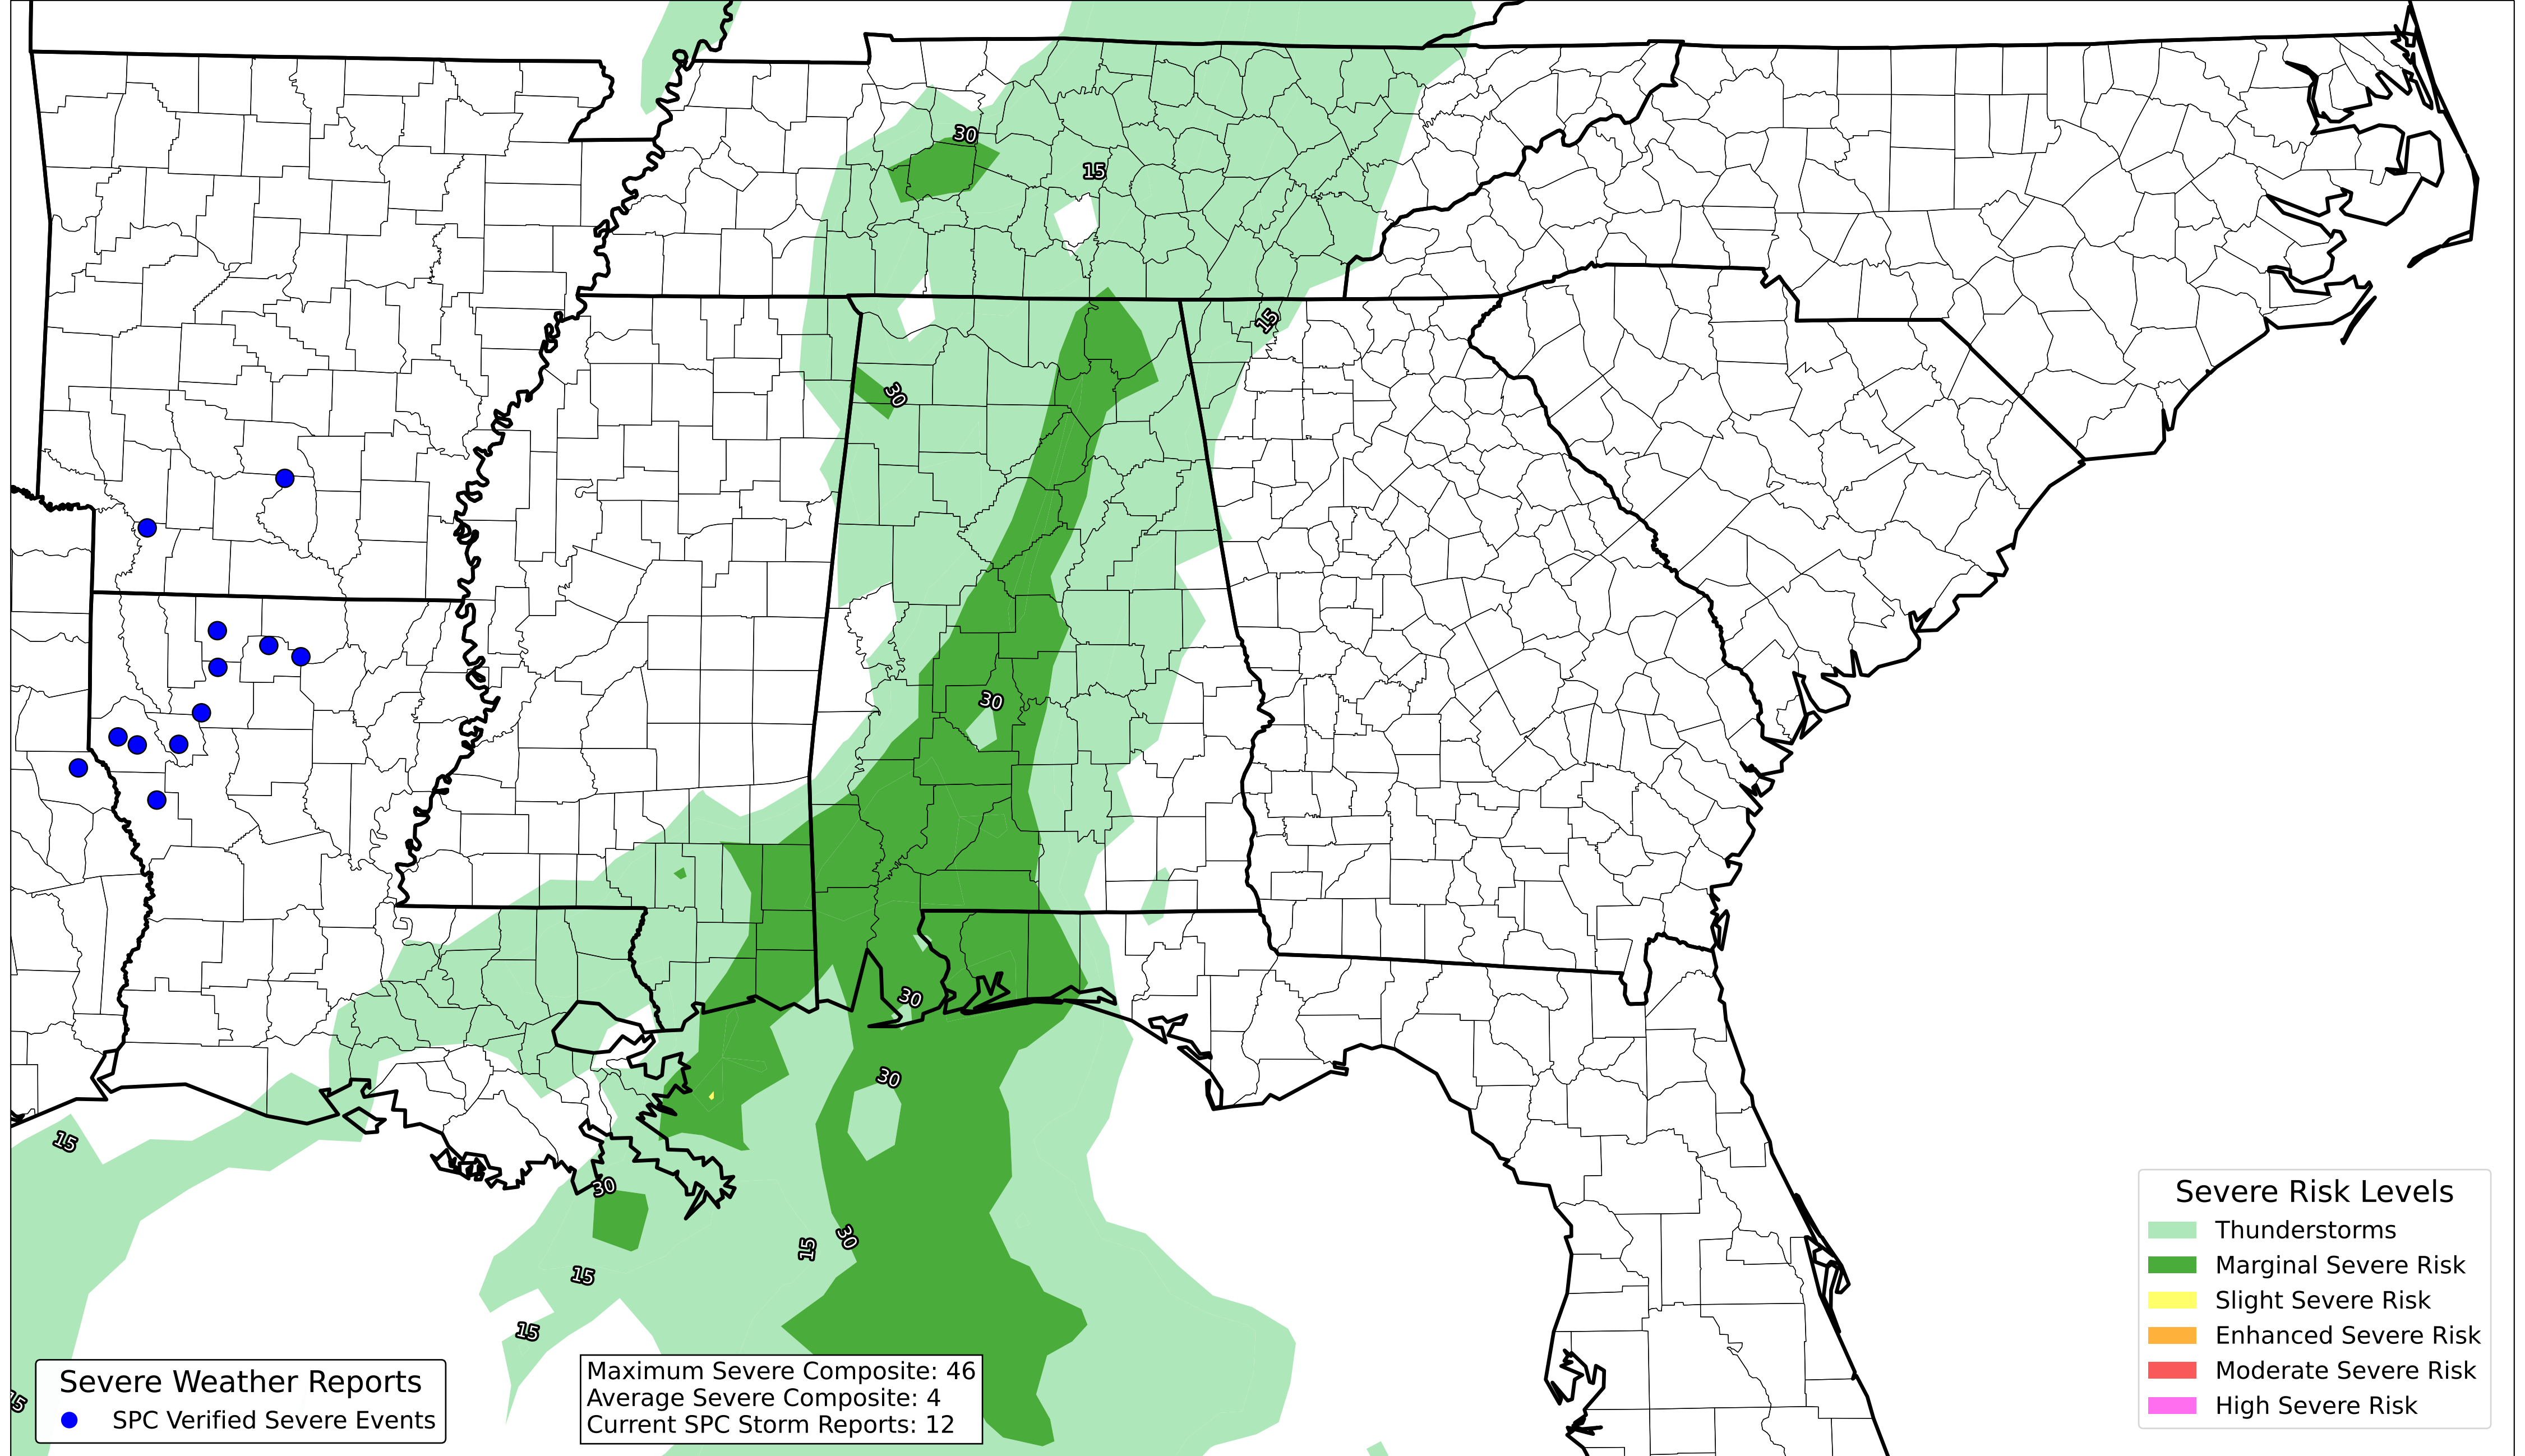 30
15
15
30
30
30
30
15
30
15
30
15
15
15
Severe Risk Levels
Thunderstorms
Marginal Severe Risk
Slight Severe Risk
Enhanced Severe Risk
Moderate Severe Risk
High Severe Risk
Severe Weather Reports
SPC Verified Severe Events
Maximum Severe Composite: 46
Average Severe Composite: 4
Current SPC Storm Reports: 12